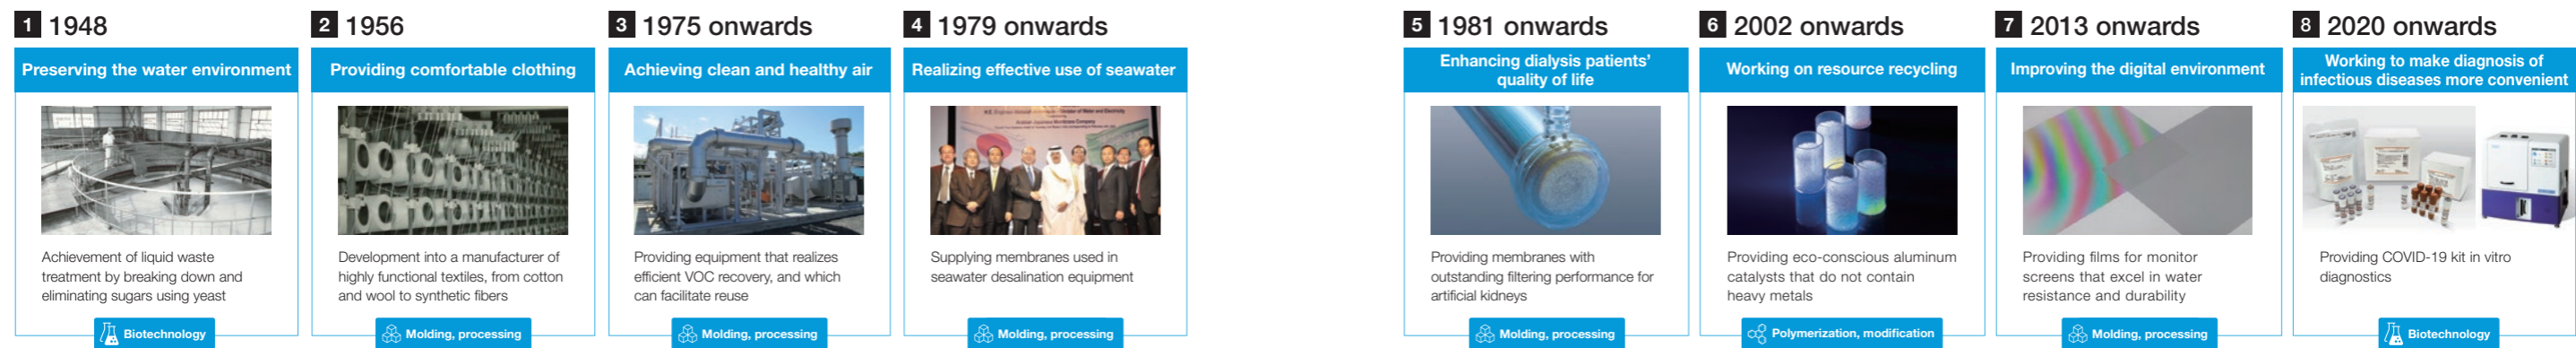 1 1948
Preserving the water environment
Achievement of liquid waste
treatment by breaking down and
eliminating sugars using yeast
Biotechnology
2 1956
Providing comfortable clothing
Development into a manufacturer of
highly functional textiles, from cotton
and wool to synthetic fibers
Molding, processing
3 1975 onwards
Achieving clean and healthy air
Providing equipment that realizes
efficient VOC recovery, and which
can facilitate reuse
Molding, processing
4 1979 onwards
Realizing effective use of seawater
Supplying membranes used in
seawater desalination equipment
Molding, processing
5 1981 onwards
Enhancing dialysis patients'
quality of life
Providing membranes with
outstanding filtering performance for
artificial kidneys
Molding, processing
6 2002 onwards
Working on resource recycling
Providing eco-conscious aluminum
catalysts that do not contain
heavy metals
Polymerization, modification
7 2013 onwards
Improving the digital environment
Providing films for monitor
screens that excel in water
resistance and durability
Molding, processing
8 2020 onwards
Working to make diagnosis of
infectious diseases more convenient
Providing COVID-19 kit in vitro
diagnostics
Biotechnology